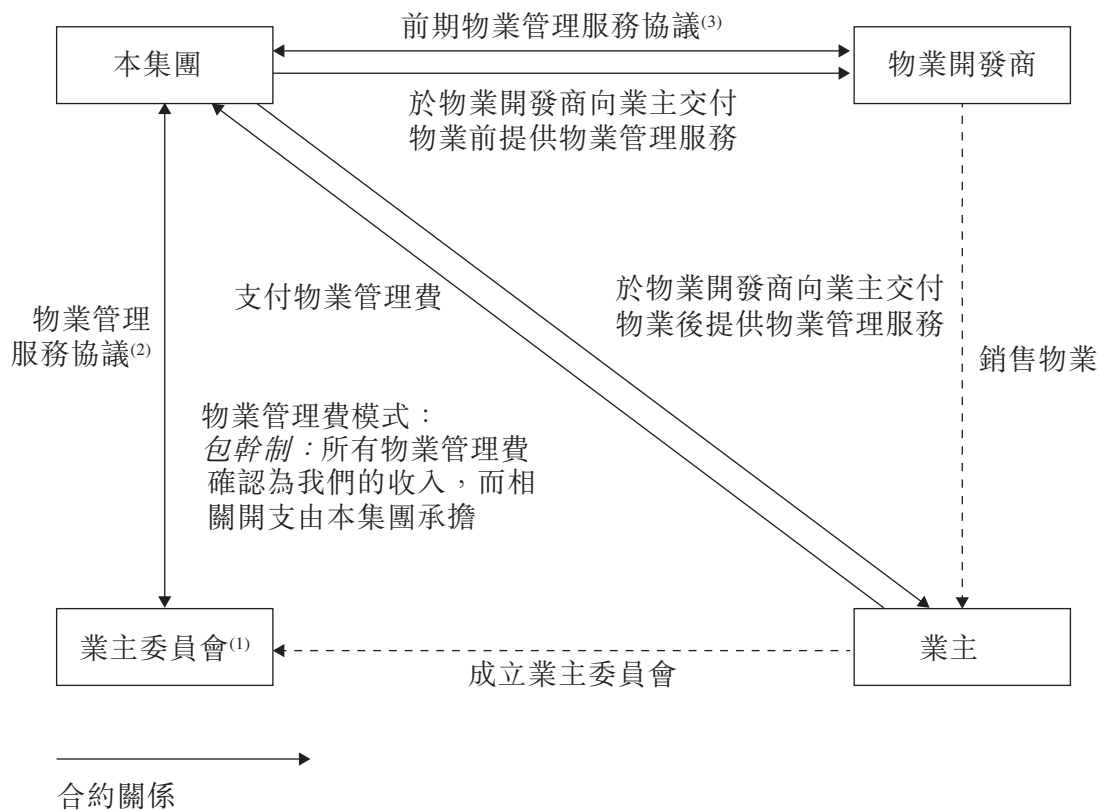 本集團
前期物業管理服務協議(3)
物業開發商
於物業開發商向業主交付
物業前提供物業管理服務
支付物業管理費
於物業開發商向業主交付
物業後提供物業管理服務
物業管理
服務協議(2)
銷售物業
物業管理費模式：
包幹制：所有物業管理費
確認為我們的收入，而相
關開支由本集團承擔
業主委員會(1)
成立業主委員會
業主
合約關係